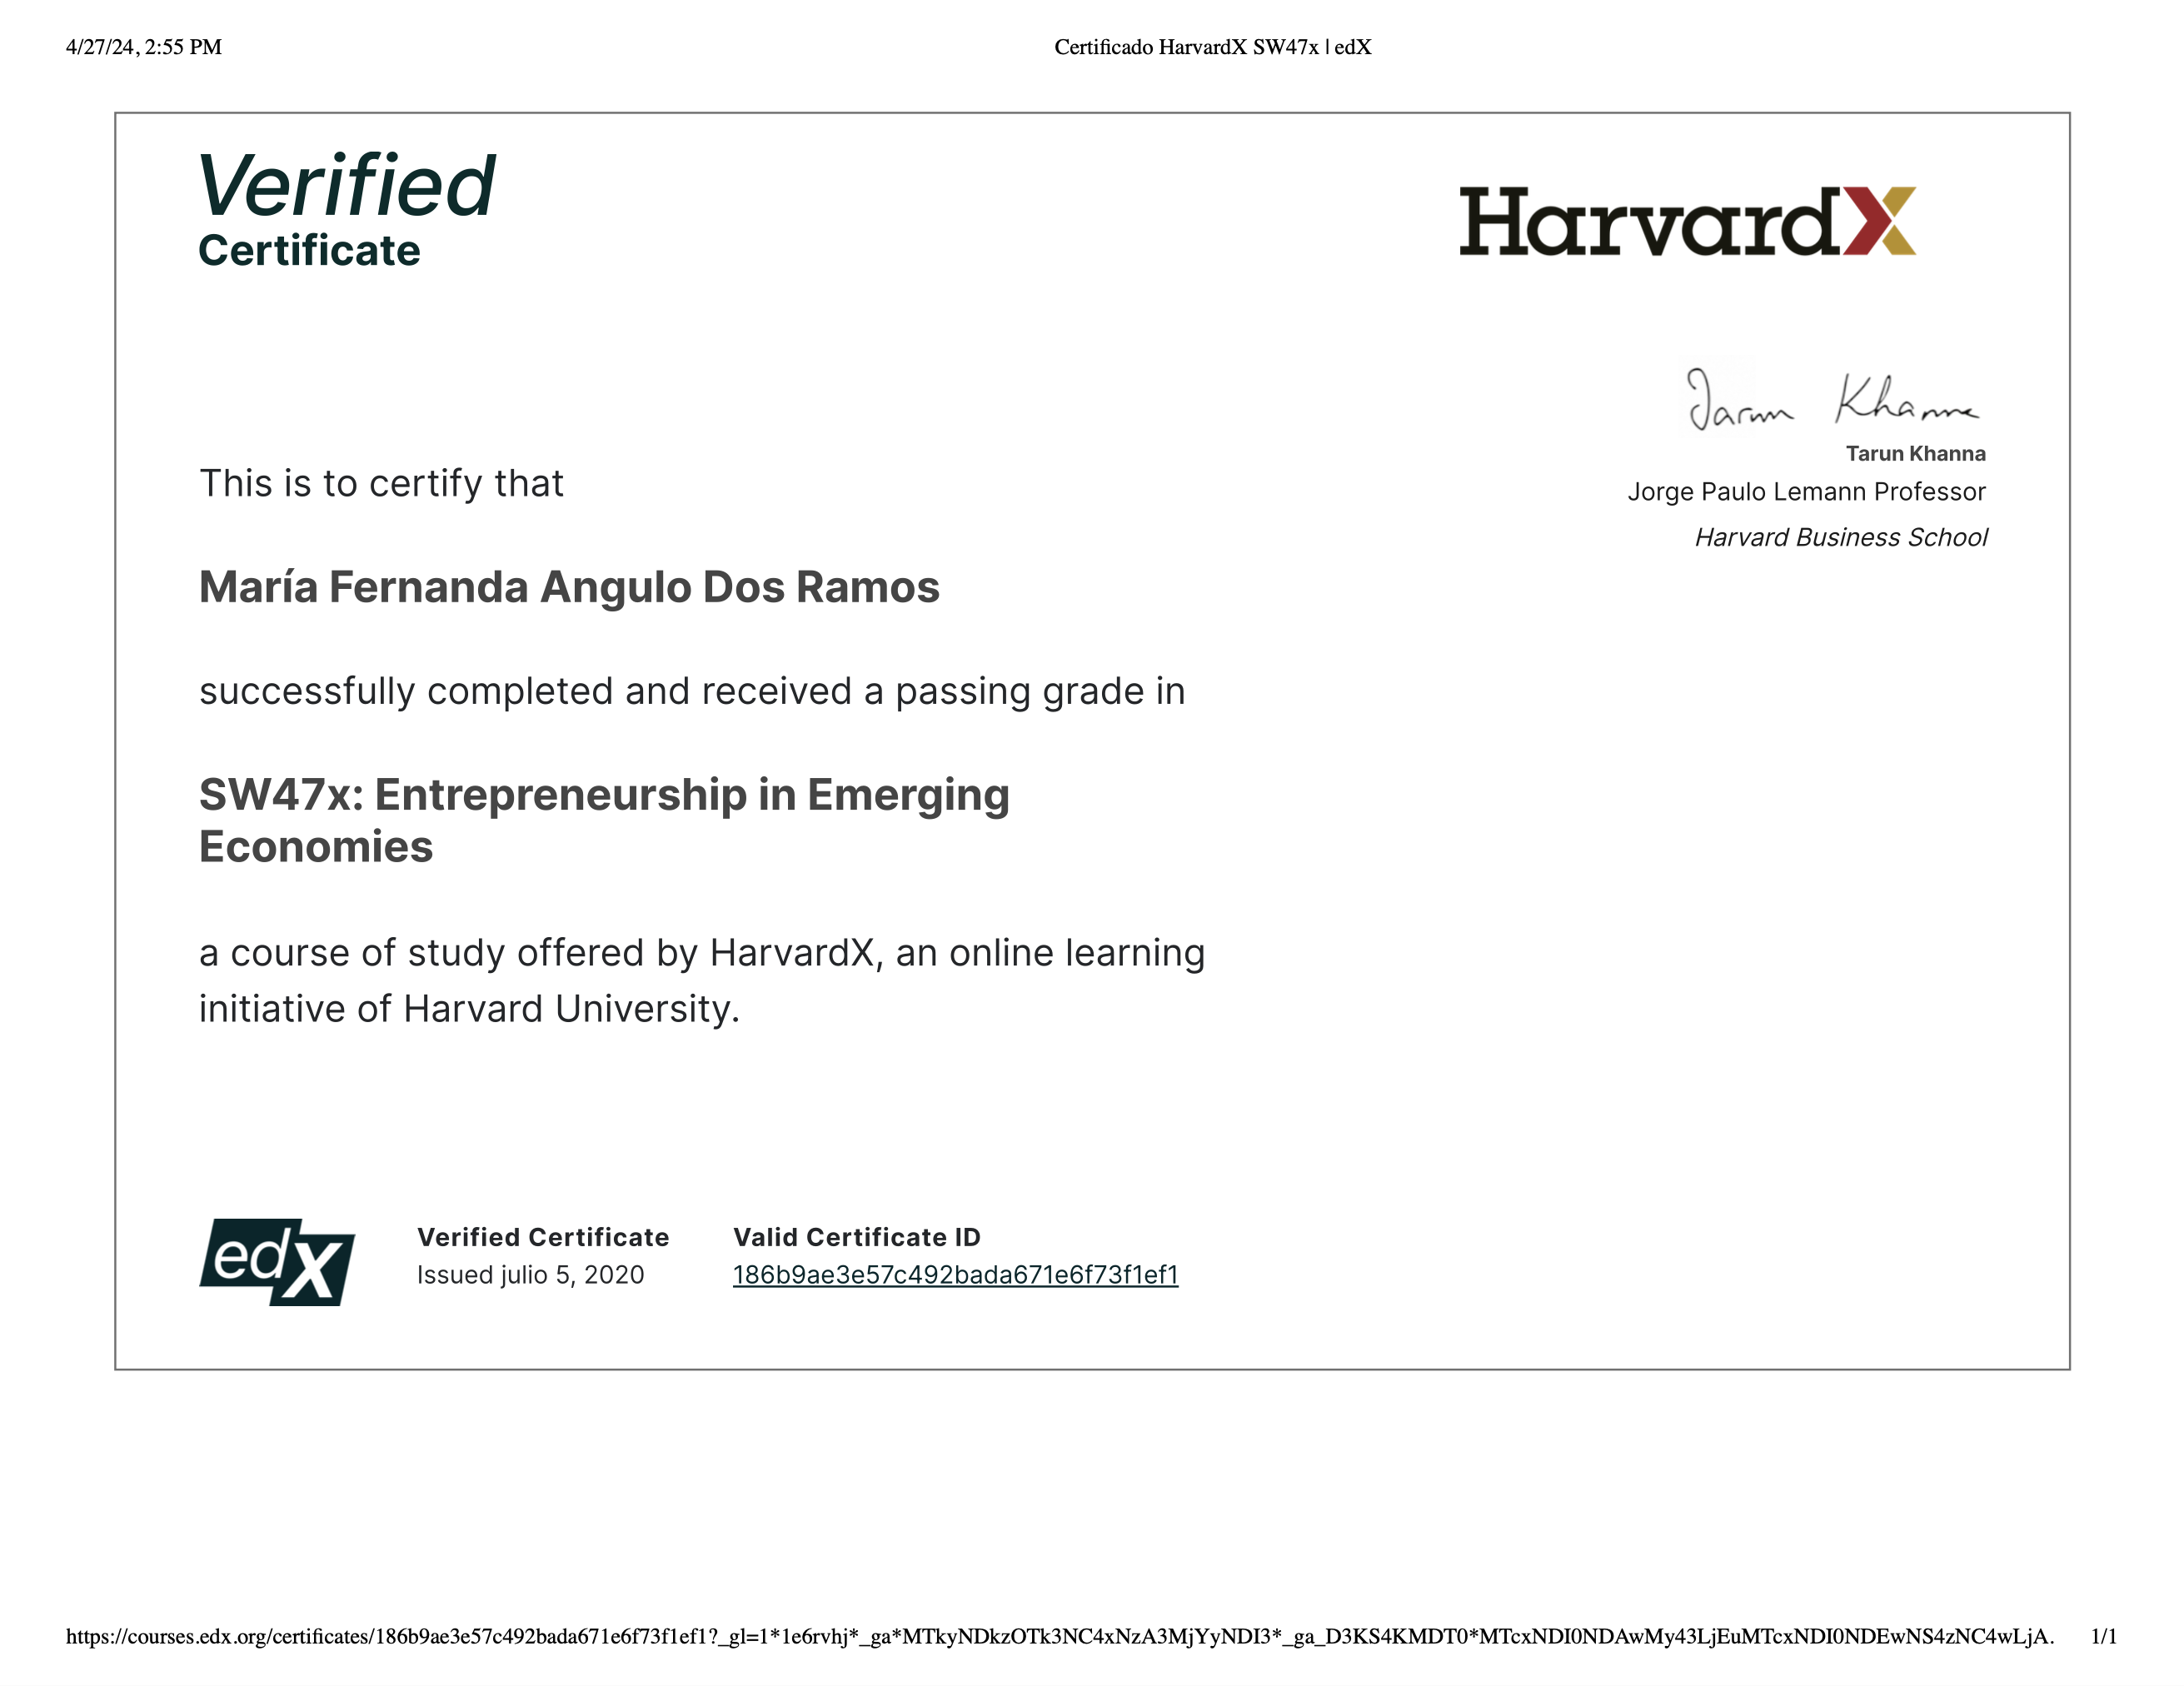 4/27/24, 2:55 PM
Certificado HarvardX SW47x | edX
Verified
Certificate
HarvardX
Tarun Khanna
Tarun Khanna
Jorge Paulo Lemann Professor
Harvard Business School
This is to certify that
María Fernanda Angulo Dos Ramos
successfully completed and received a passing grade in
SW47x: Entrepreneurship in Emerging
Economies
a course of study offered by HarvardX, an online learning
initiative of Harvard University.
edX
Verified Certificate
Issued julio 5, 2020
Valid Certificate ID
186b9ae3e57c492bada671e6f73f1ef1
https://courses.edx.org/certificates/186b9ae3e57c492bada671e6f73f1ef1?_gl=1*1e6rvhj*_ga*MTkyNDkzOTk3NC4xNzA3MjYyNDI3*_ga_D3KS4KMDT0*MTcxNDI0NDAwMy43LjEuMTcxNDI0NDEwNS4zNC4wLjA.
1/1